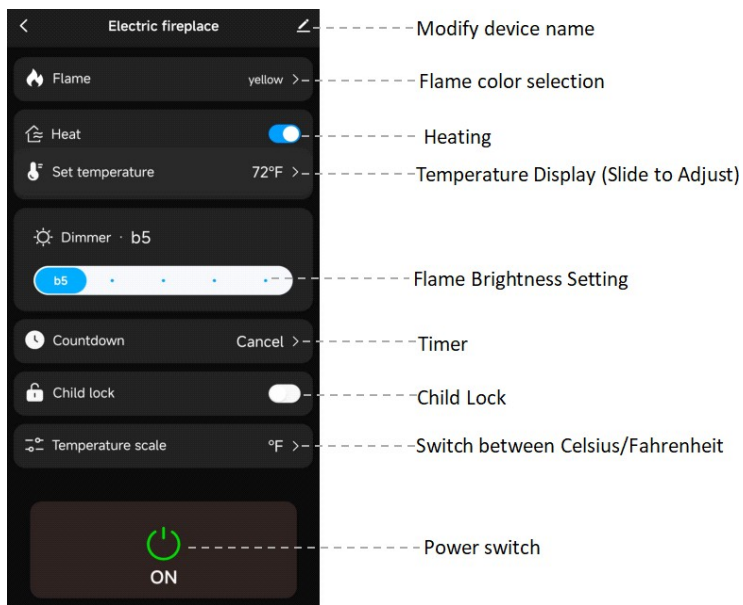 Electric fireplace
Modify device name
Flame
yellow >
Flame color selection
Heat
Heating
Set temperature
72°F >
Temperature Display (Slide to Adjust)
Dimmer · b5
b5
Flame Brightness Setting
Countdown
Cancel >
Timer
Child lock
Child Lock
Temperature scale
°F >
Switch between Celsius/Fahrenheit
Power switch
ON